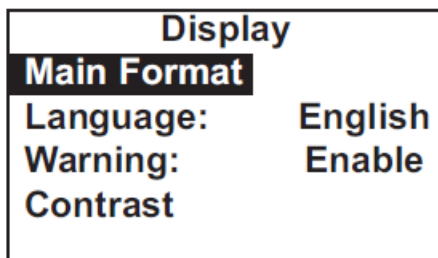 Display
Main Format
Language: English
Warning: Enable
Contrast